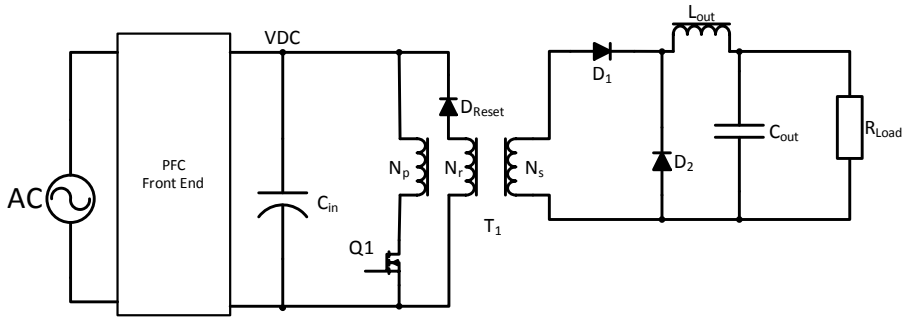 VDC
Lout
D1
DReset
AC
PFC
Front End
Cin
Np
Nr
Ns
T1
Q1
D2
Cout
RLoad